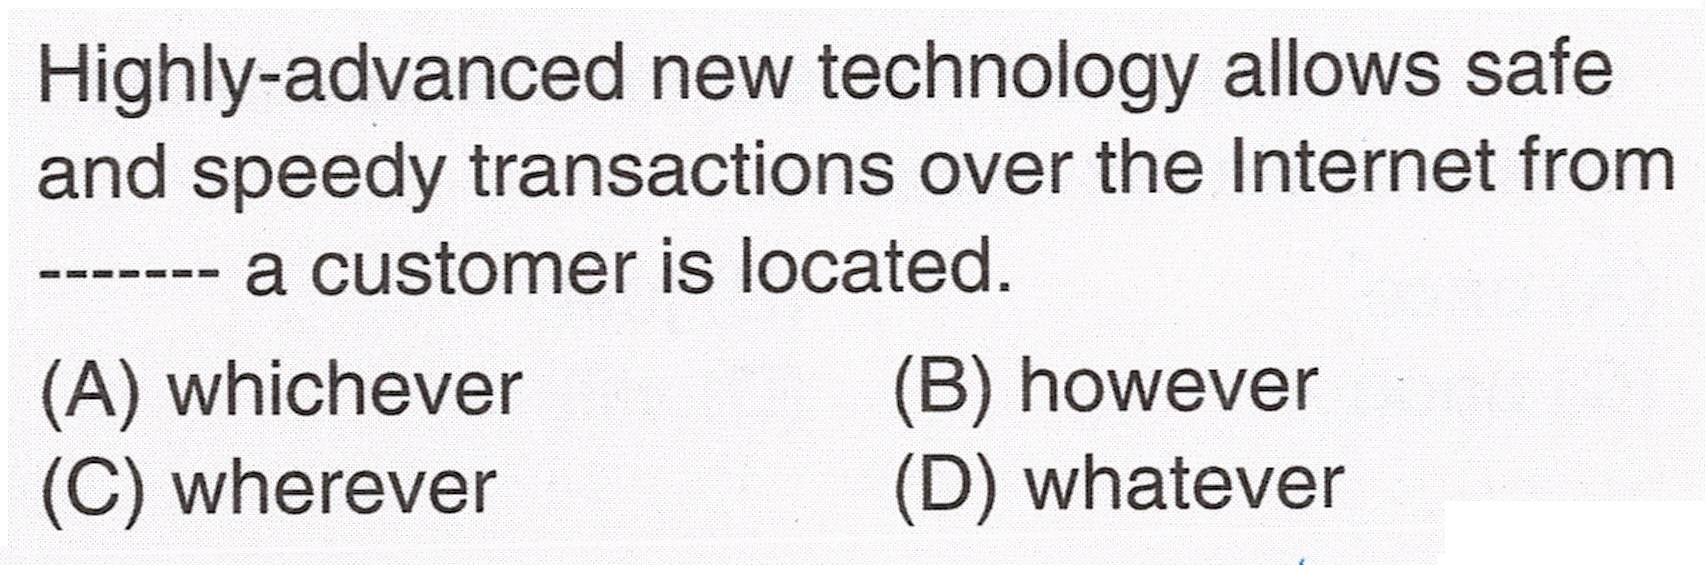 Highly-advanced new technology allows safe
and speedy transactions over the Internet from
------- a customer is located.
(A) whichever (B) however
(C) wherever (D) whatever